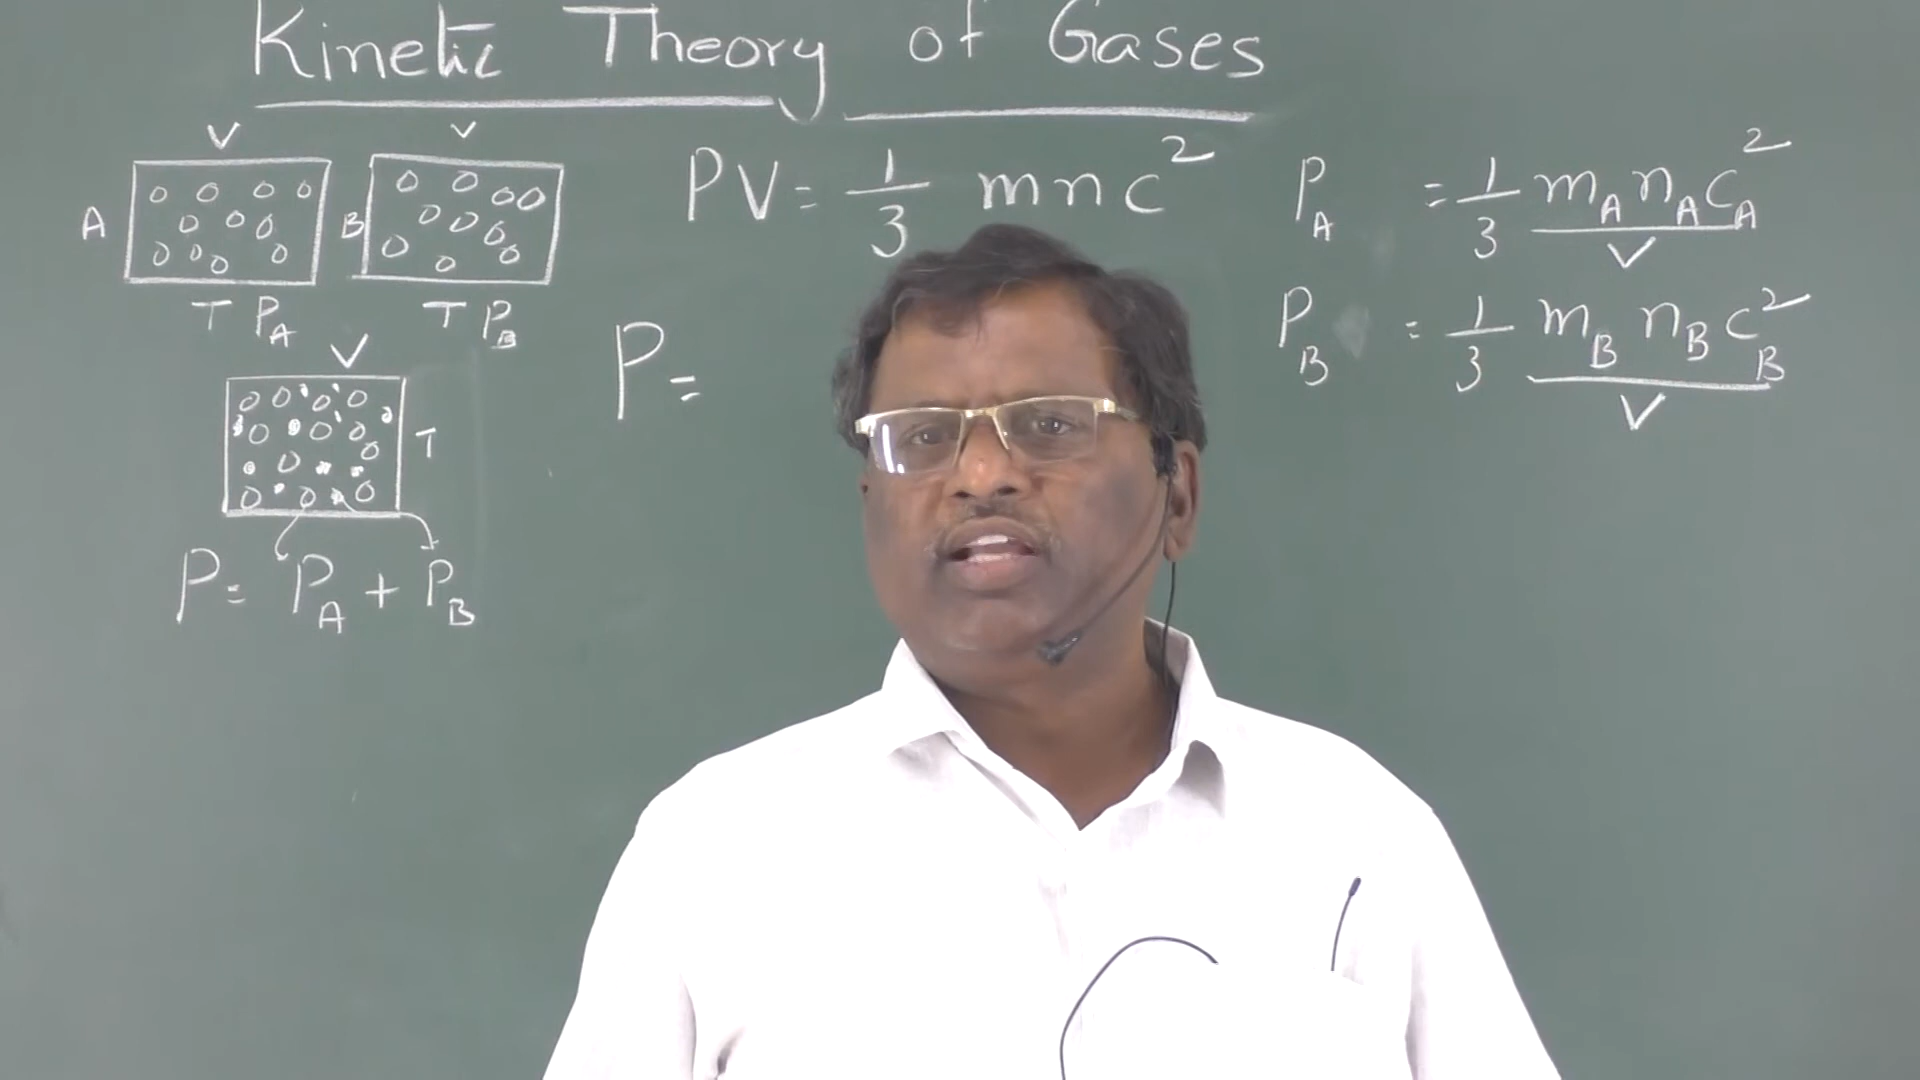 Kinetic Theory of Gases
V V
A B
T P_A T P_B
V
T
P = P_A + P_B
PV = 1/3 mnc²
P =
P_A = 1/3 m_A n_A c_A² / V
P_B = 1/3 m_B n_B c_B² / V